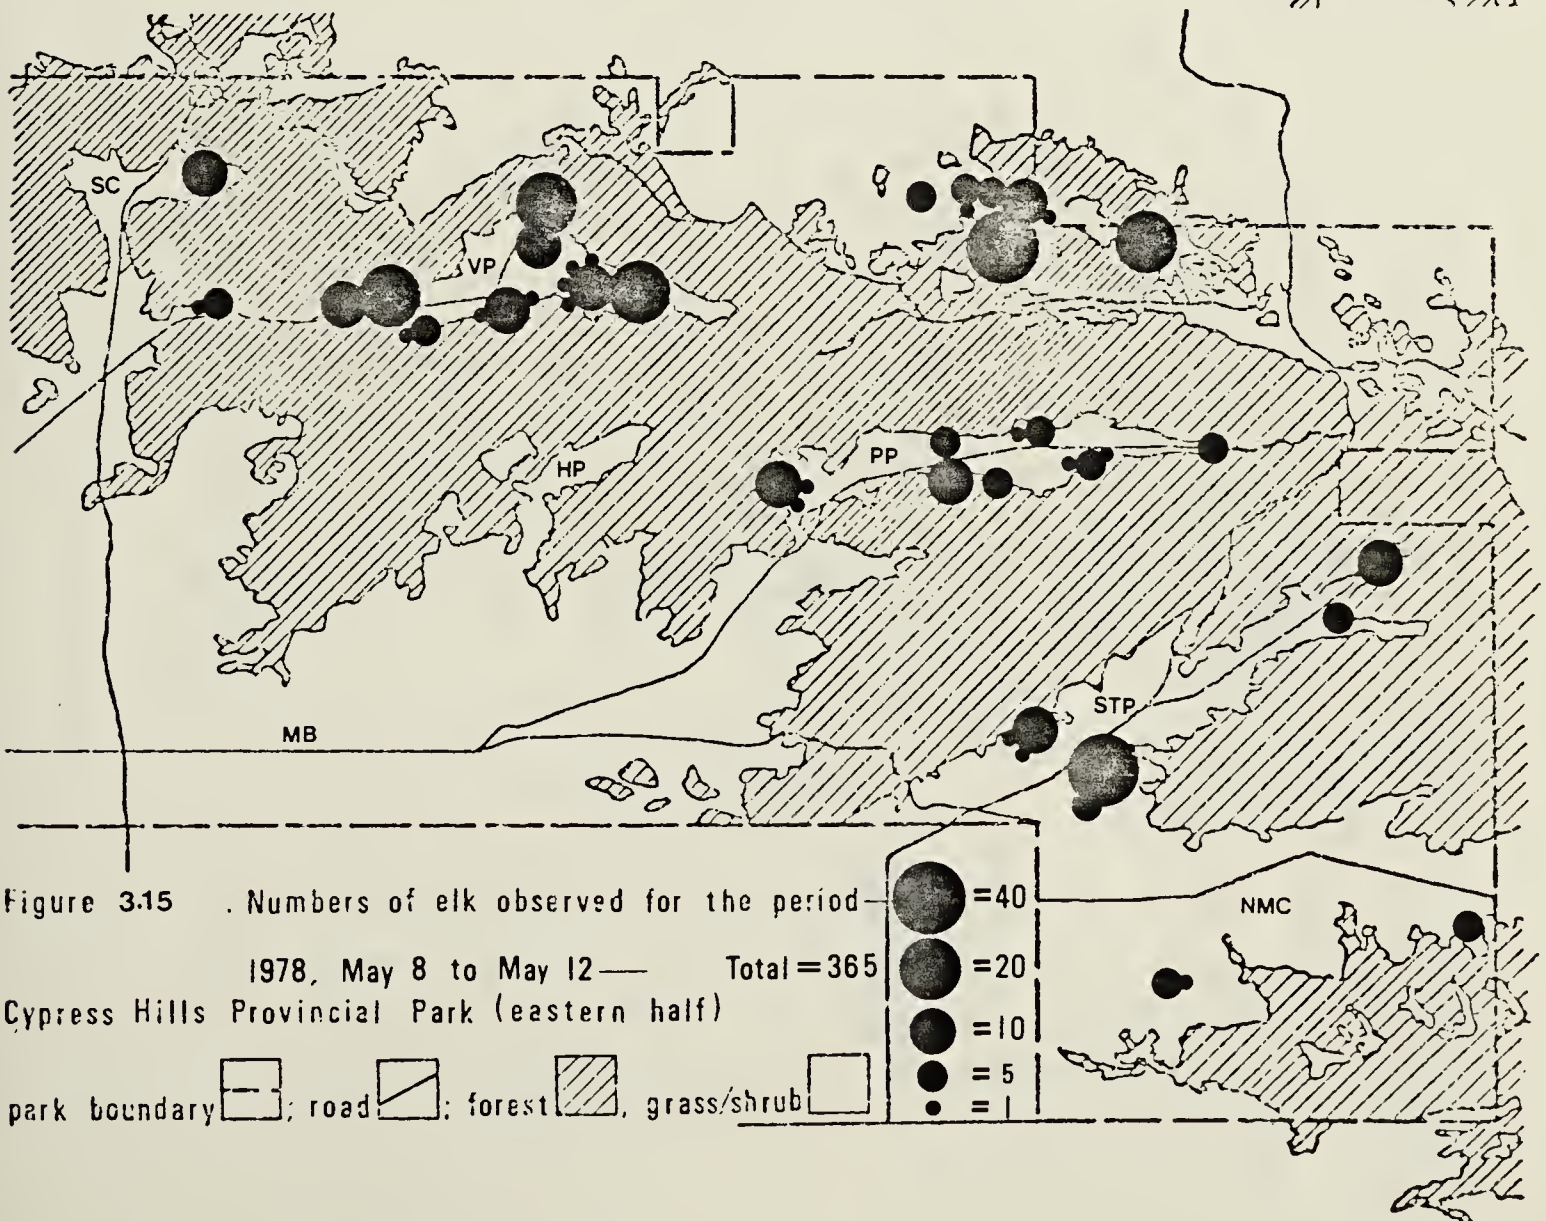 SC
VP
HP
PP
STP
MB
NMC
Figure 3.15 . Numbers of elk observed for the period—
1978, May 8 to May 12— Total=365
Cypress Hills Provincial Park (eastern half)
park boundary ; road ; forest , grass/shrub
=40
=20
=10
=5
=1